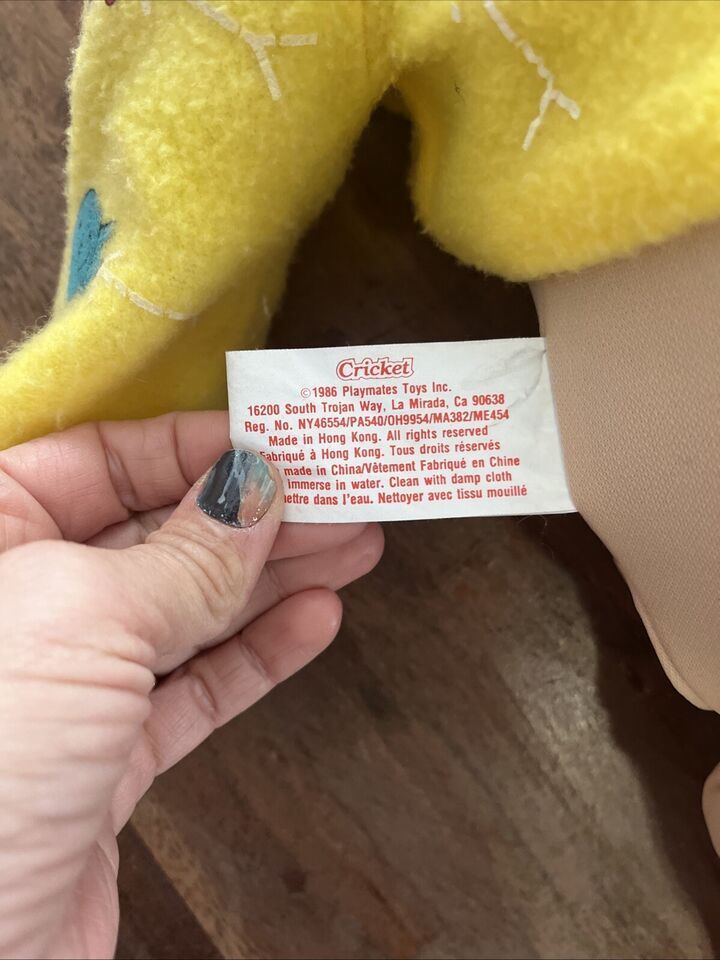 Cricket
©1986 Playmates Toys Inc.
16200 South Trojan Way, La Mirada, Ca 90638
Reg. No. NY46554/PA540/OH9954/MA382/ME454
Made in Hong Kong. All rights reserved
Fabriqué à Hong Kong. Tous droits réservés
made in China/Vêtement Fabriqué en Chine
immerse in water. Clean with damp cloth
dans l'eau. Nettoyer avec tissu mouillé